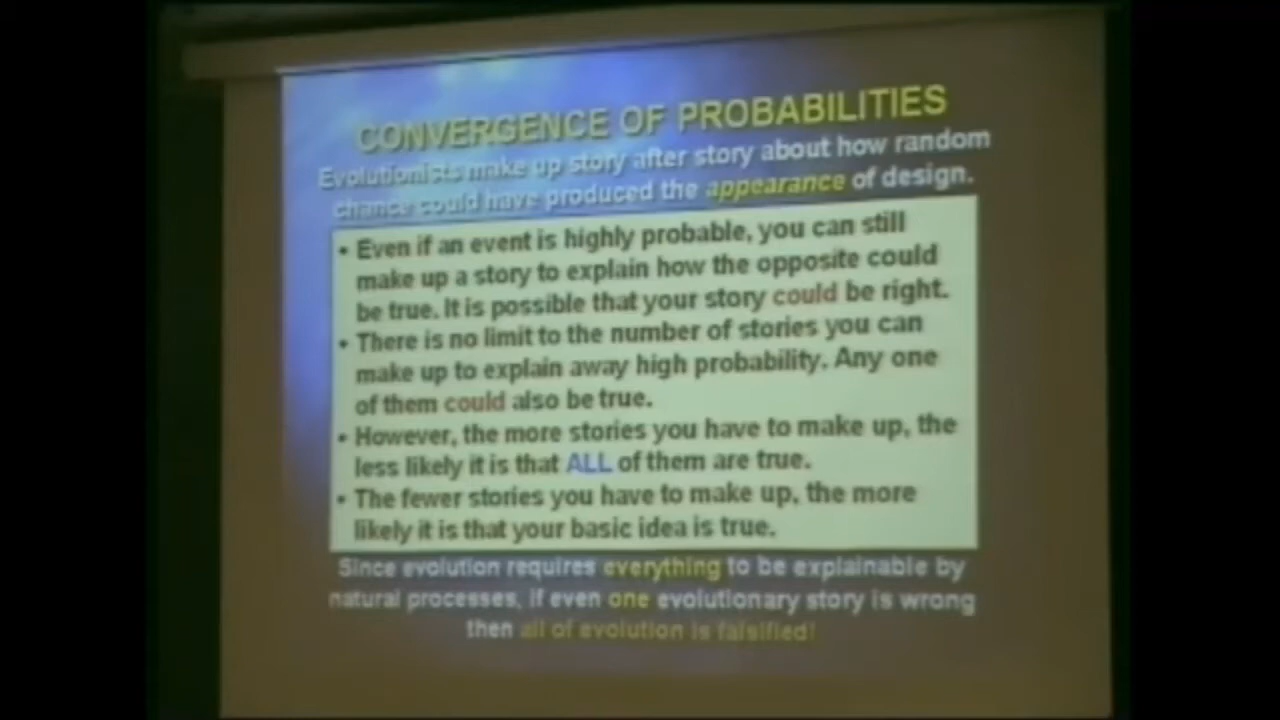 CONVERGENCE OF PROBABILITIES
Evolutionists make up story after story about how random
chance could have produced the appearance of design.
• Even if an event is highly probable, you can still
make up a story to explain how the opposite could
be true. It is possible that your story could be right.
• There is no limit to the number of stories you can
make up to explain away high probability. Any one
of them could also be true.
• However, the more stories you have to make up, the
less likely it is that ALL of them are true.
• The fewer stories you have to make up, the more
likely it is that your basic idea is true.
Since evolution requires everything to be explainable by
natural processes, if even one evolutionary story is wrong
then all of evolution is falsified!